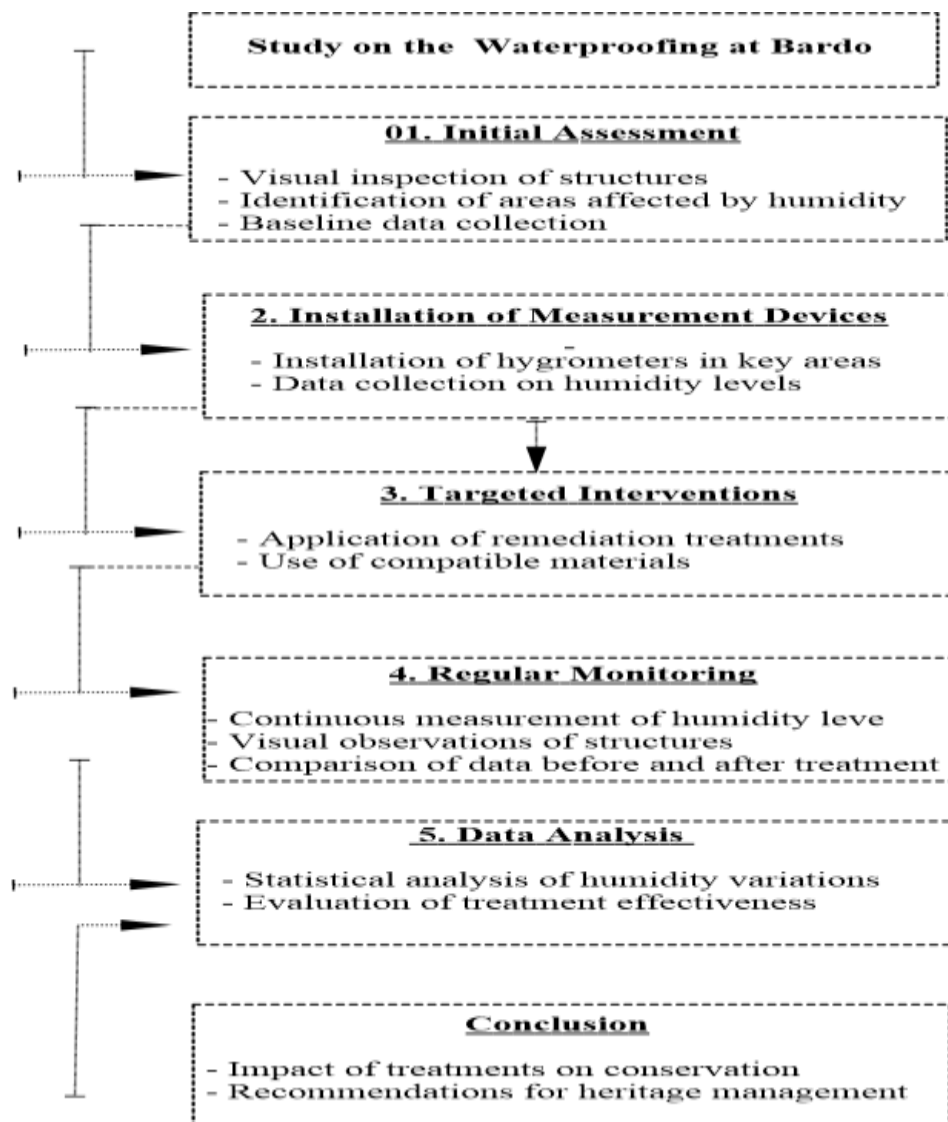 Study on the Waterproofing at Bardo
01. Initial Assessment
- Visual inspection of structures
- Identification of areas affected by humidity
- Baseline data collection
2. Installation of Measurement Devices
- Installation of hygrometers in key areas
- Data collection on humidity levels
3. Targeted Interventions
- Application of remediation treatments
- Use of compatible materials
4. Regular Monitoring
- Continuous measurement of humidity leve
- Visual observations of structures
- Comparison of data before and after treatment
5. Data Analysis
- Statistical analysis of humidity variations
- Evaluation of treatment effectiveness
Conclusion
- Impact of treatments on conservation
- Recommendations for heritage management